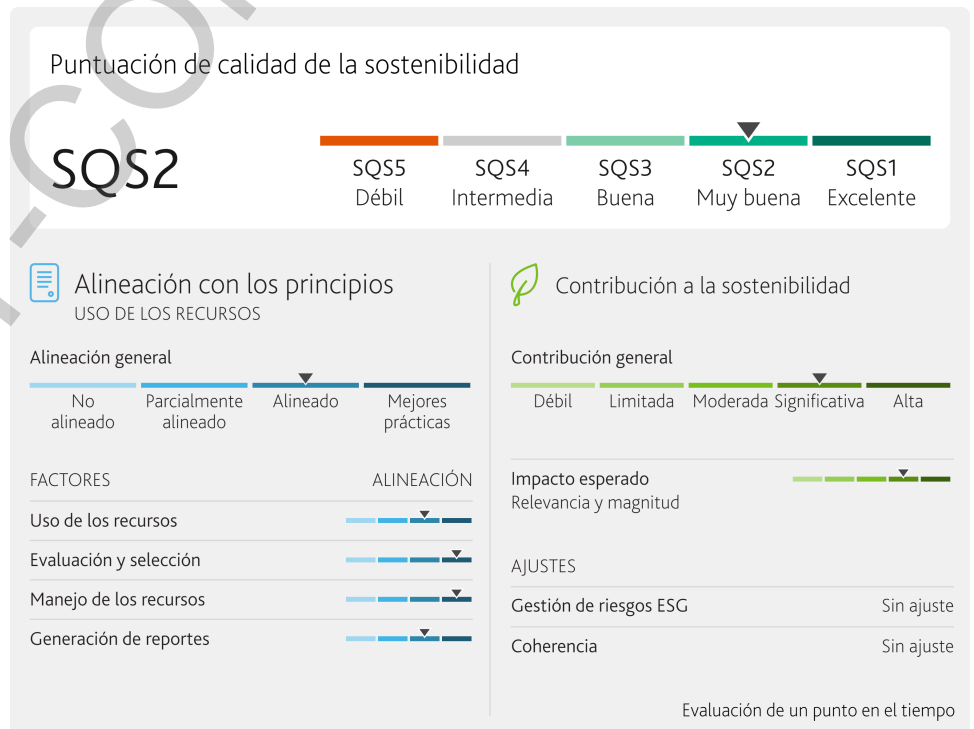 Puntuación de calidad de la sostenibilidad
SQS2
SQS5 SQS4 SQS3 SQS2 SQS1
Débil Intermedia Buena Muy buena Excelente
Alineación con los principios
USO DE LOS RECURSOS
Alineación general
No alineado
Parcialmente alineado
Alineado
Mejores prácticas
FACTORES ALINEACIÓN
Uso de los recursos
Evaluación y selección
Manejo de los recursos
Generación de reportes
Contribución a la sostenibilidad
Contribución general
Débil Limitada Moderada Significativa Alta
Impacto esperado
Relevancia y magnitud
AJUSTES
Gestión de riesgos ESG Sin ajuste
Coherencia Sin ajuste
Evaluación de un punto en el tiempo